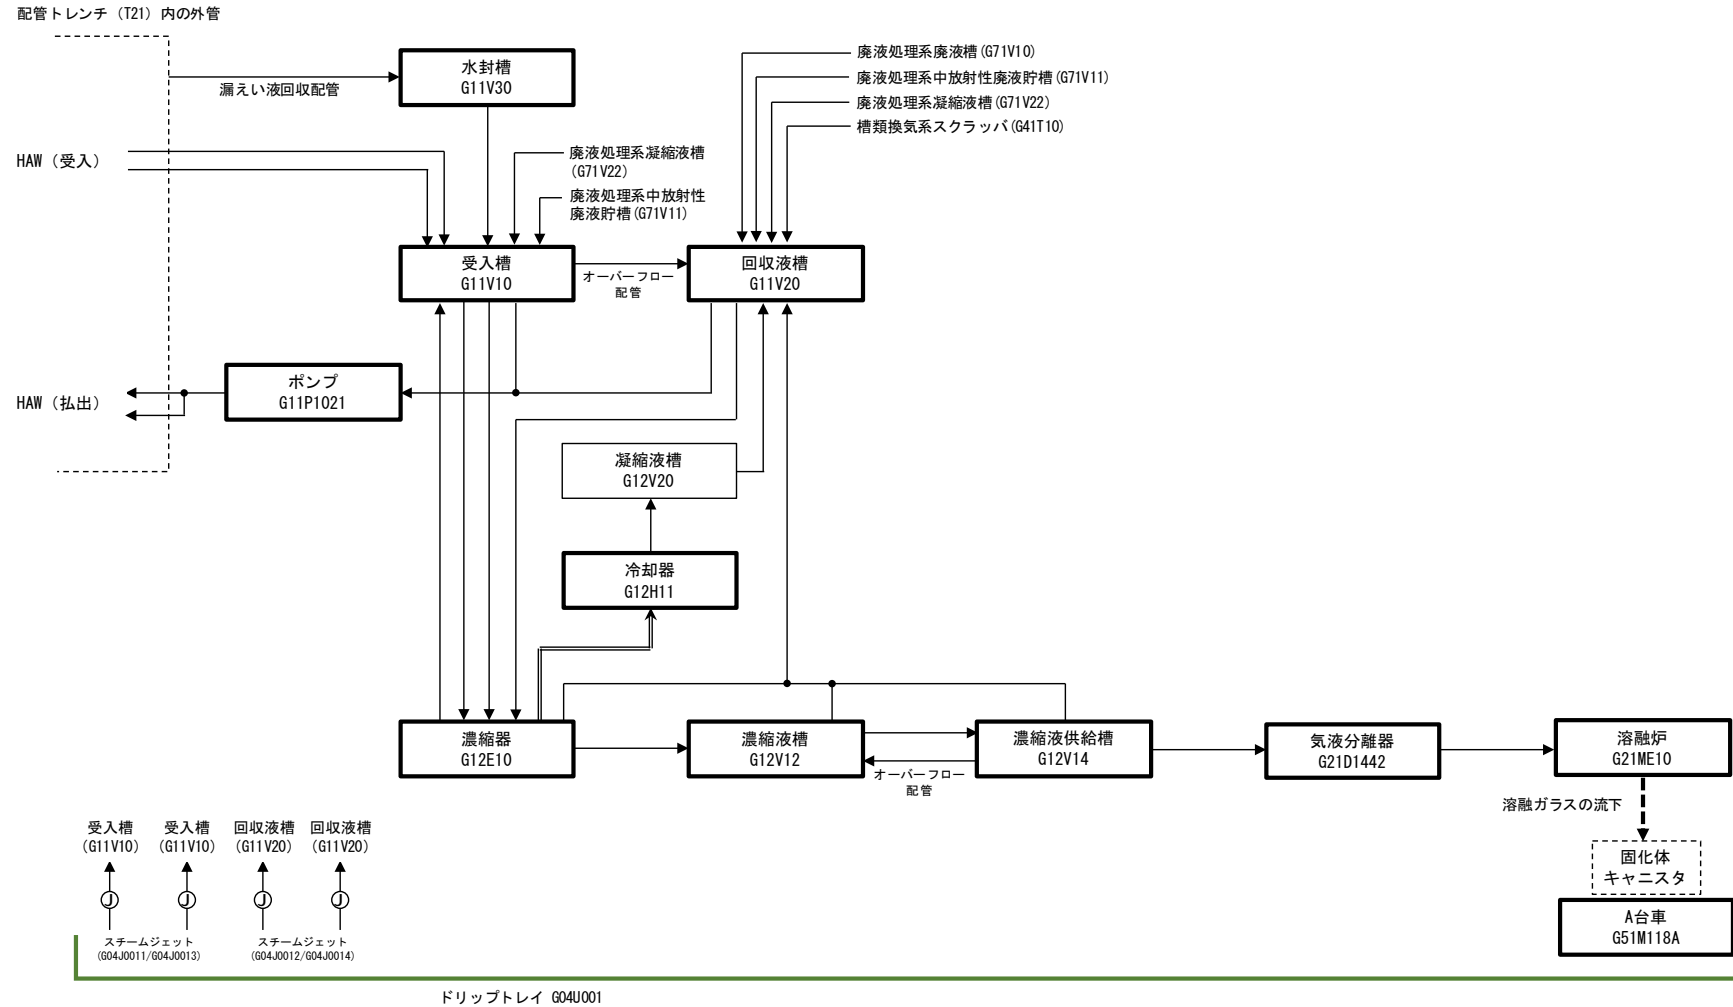 配管トレンチ（T21）内の外管
水封槽
G11V30
漏えい液回収配管
廃液処理系廃液槽(G71V10)
廃液処理系中放射性廃液貯槽(G71V11)
廃液処理系凝縮液槽(G71V22)
槽類換気系スクラッバ(G41T10)
HAW（受入）
廃液処理系凝縮液槽
(G71V22)
廃液処理系中放射性
廃液貯槽(G71V11)
受入槽
G11V10
オーバーフロー
配管
回収液槽
G11V20
ポンプ
G11P1021
HAW（払出）
凝縮液槽
G12V20
冷却器
G12H11
濃縮器
G12E10
濃縮液槽
G12V12
オーバーフロー
配管
濃縮液供給槽
G12V14
気液分離器
G21D1442
溶融炉
G21ME10
溶融ガラスの流下
固化体
キャニスタ
A台車
G51M118A
受入槽
(G11V10)
受入槽
(G11V10)
回収液槽
(G11V20)
回収液槽
(G11V20)
J
J
J
J
スチームジェット
(G04J0011/G04J0013)
スチームジェット
(G04J0012/G04J0014)
ドリップトレイ G04U001